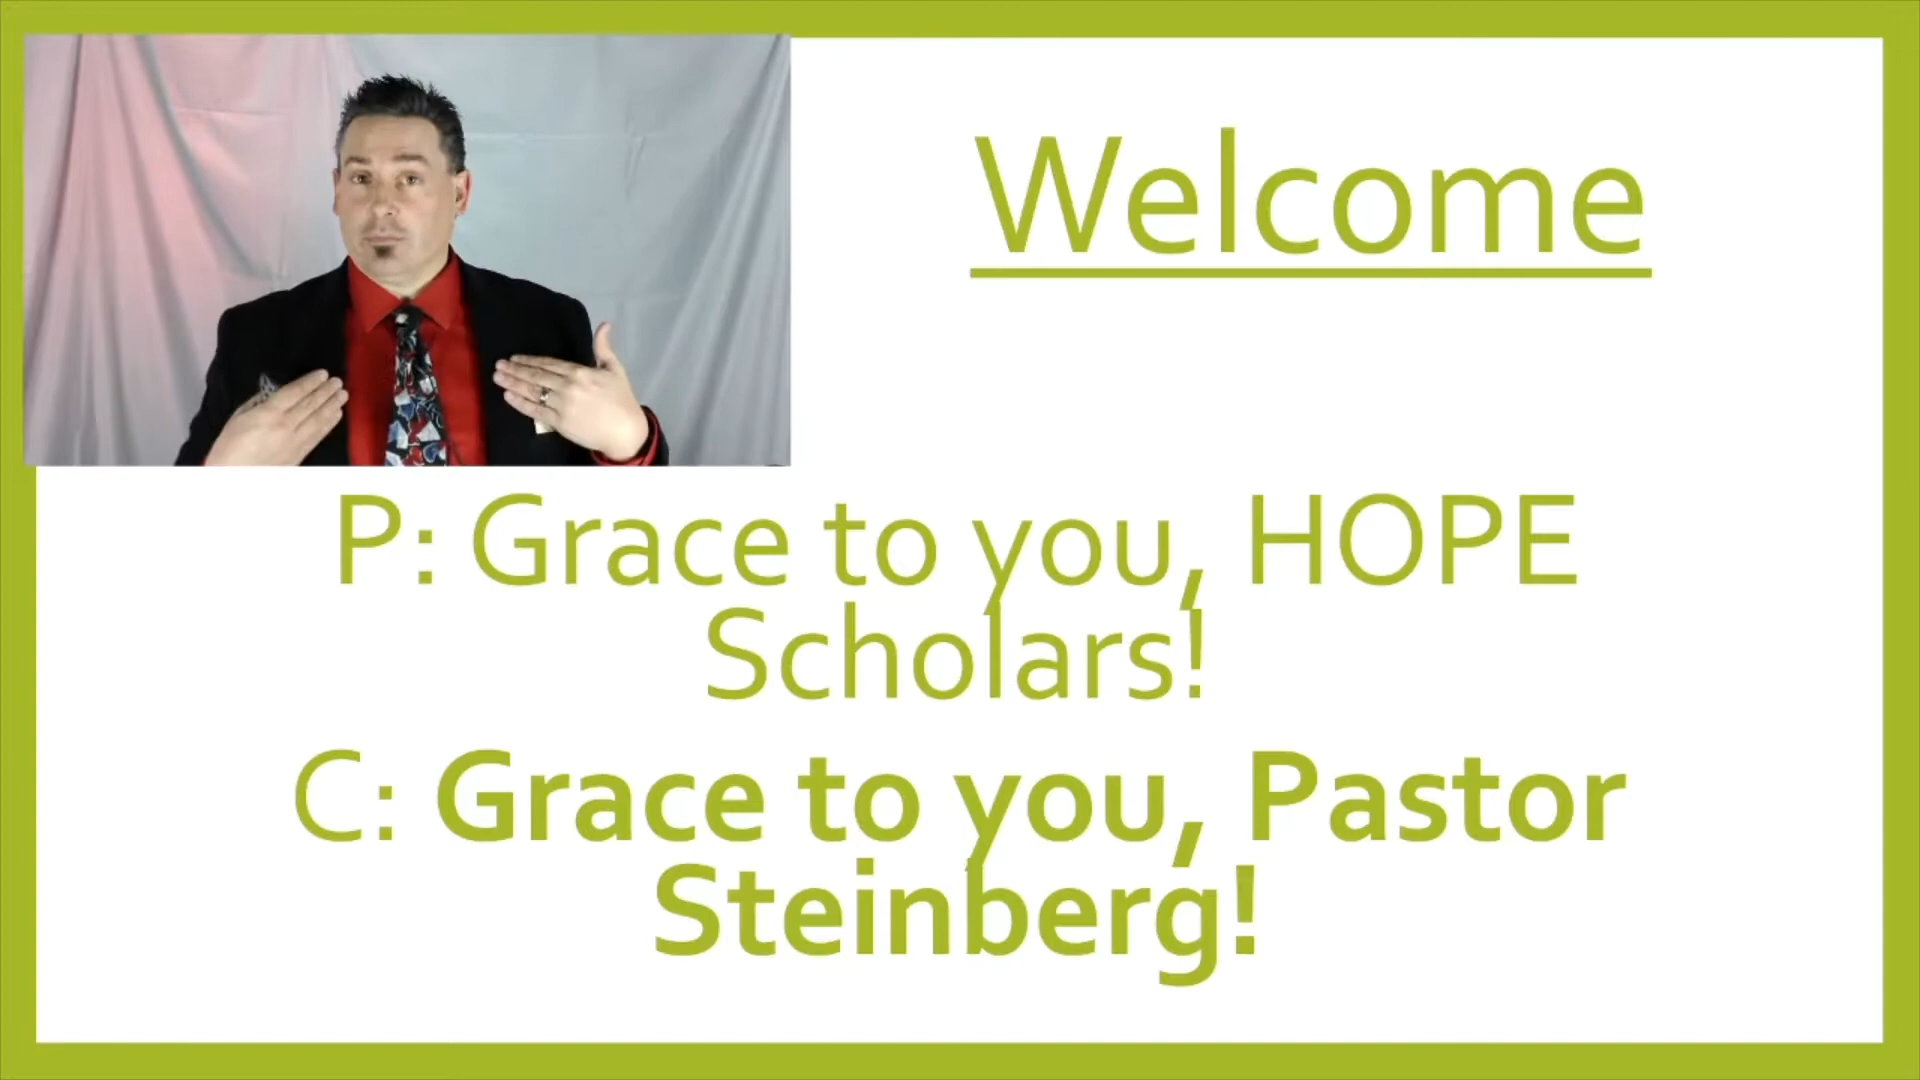 Welcome
P: Grace to you, HOPE
Scholars!
C: Grace to you, Pastor
Steinberg!